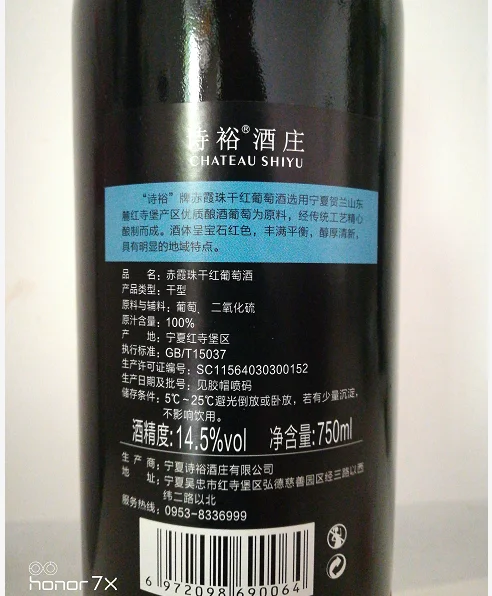 诗裕®酒庄
CHATEAU SHIYU
“诗裕”牌赤霞珠干红葡萄酒选用宁夏贺兰山东
麓红寺堡产区优质酿酒葡萄为原料，经传统工艺精心
酿制而成。酒体呈宝石红色，丰满平衡，醇厚清新，
具有明显的地域特点。
品 名：赤霞珠干红葡萄酒
产品类型：干型
原料与辅料：葡萄、二氧化硫
原汁含量：100%
产 地：宁夏红寺堡区
执行标准：GB/T15037
生产许可证编号：SC11564030300152
生产日期及批号：见胶帽喷码
储存条件：5℃~25℃避光倒放或卧放，若有少量沉淀，
不影响饮用。
酒精度:14.5%vol 净含量:750ml
生 产 商：宁夏诗裕酒庄有限公司
地 址：宁夏吴忠市红寺堡区弘德慈善园区经三路以西
纬二路以北
服务热线：0953-8336999
6 972098 690064
honor 7X